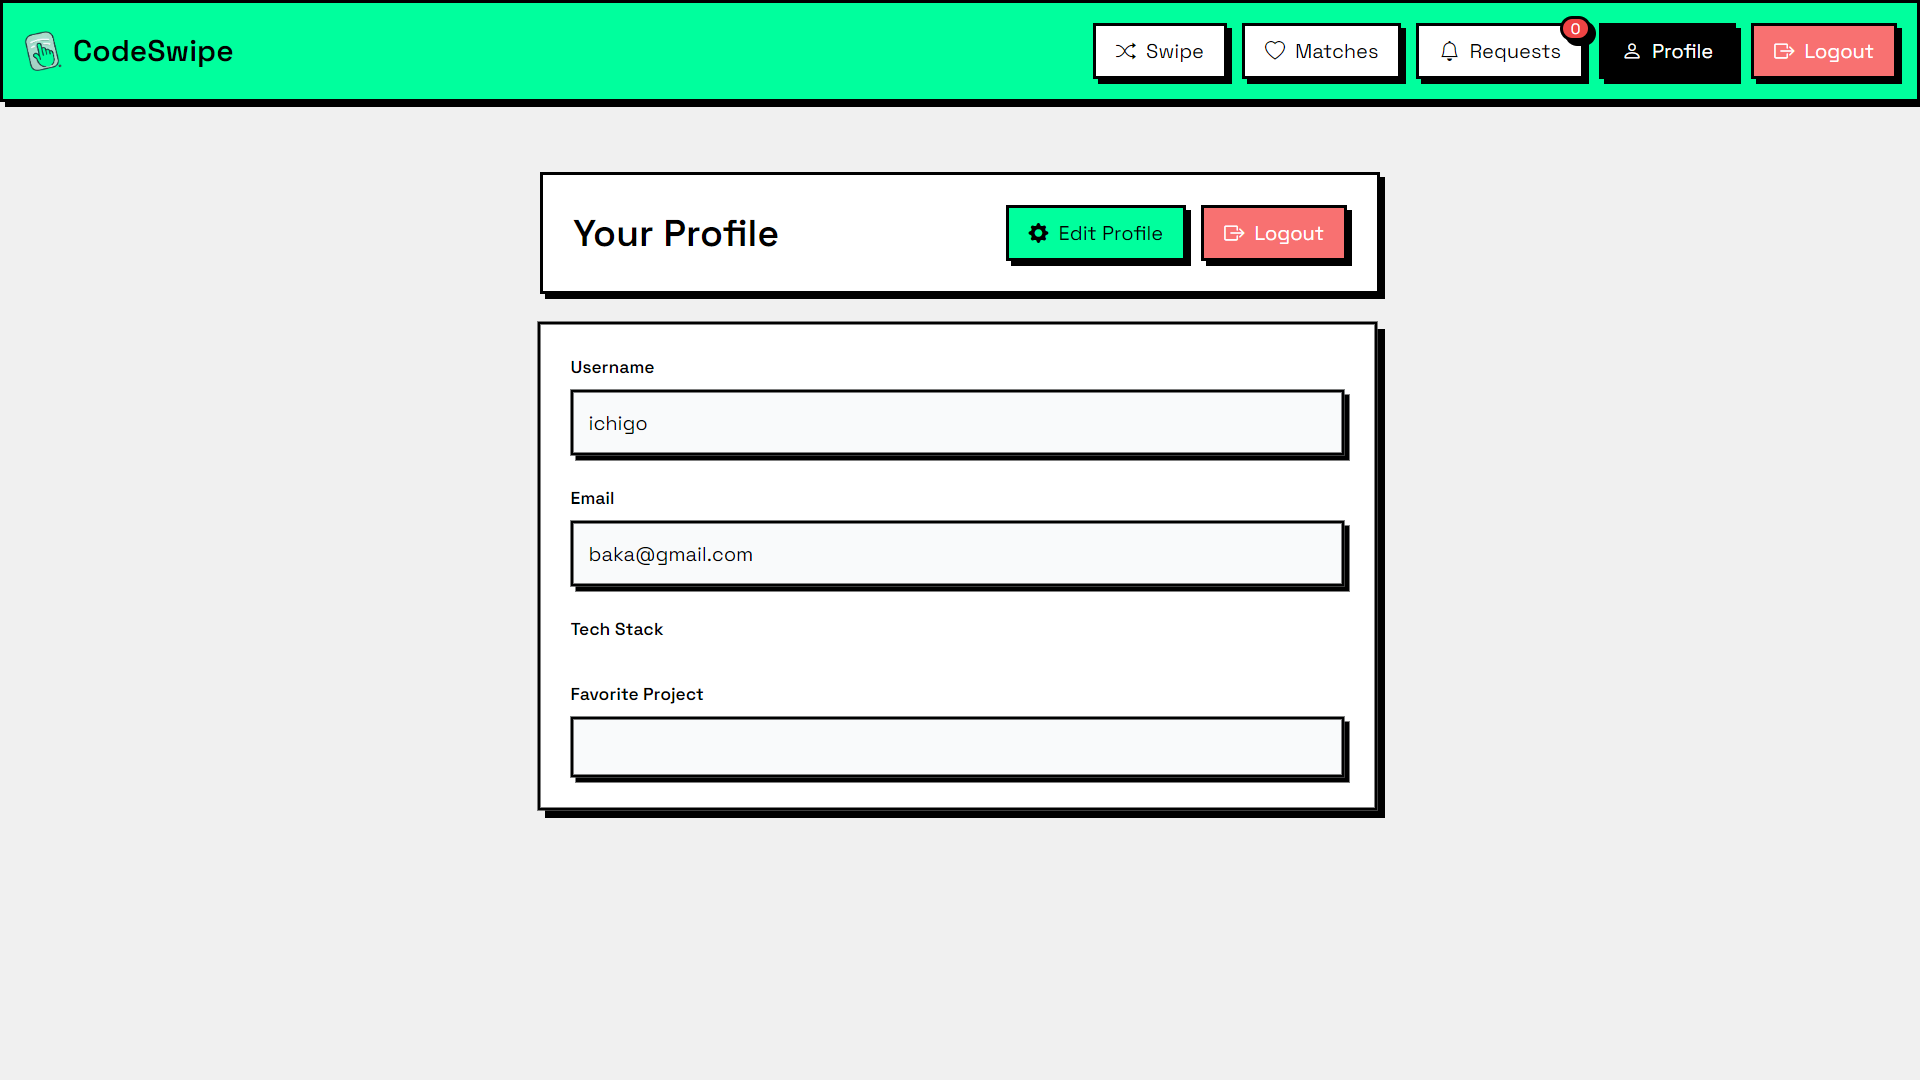 CodeSwipe
Swipe
Matches
Requests
0
Profile
Logout
Your Profile
Edit Profile
Logout
Username
ichigo
Email
baka@gmail.com
Tech Stack
Favorite Project